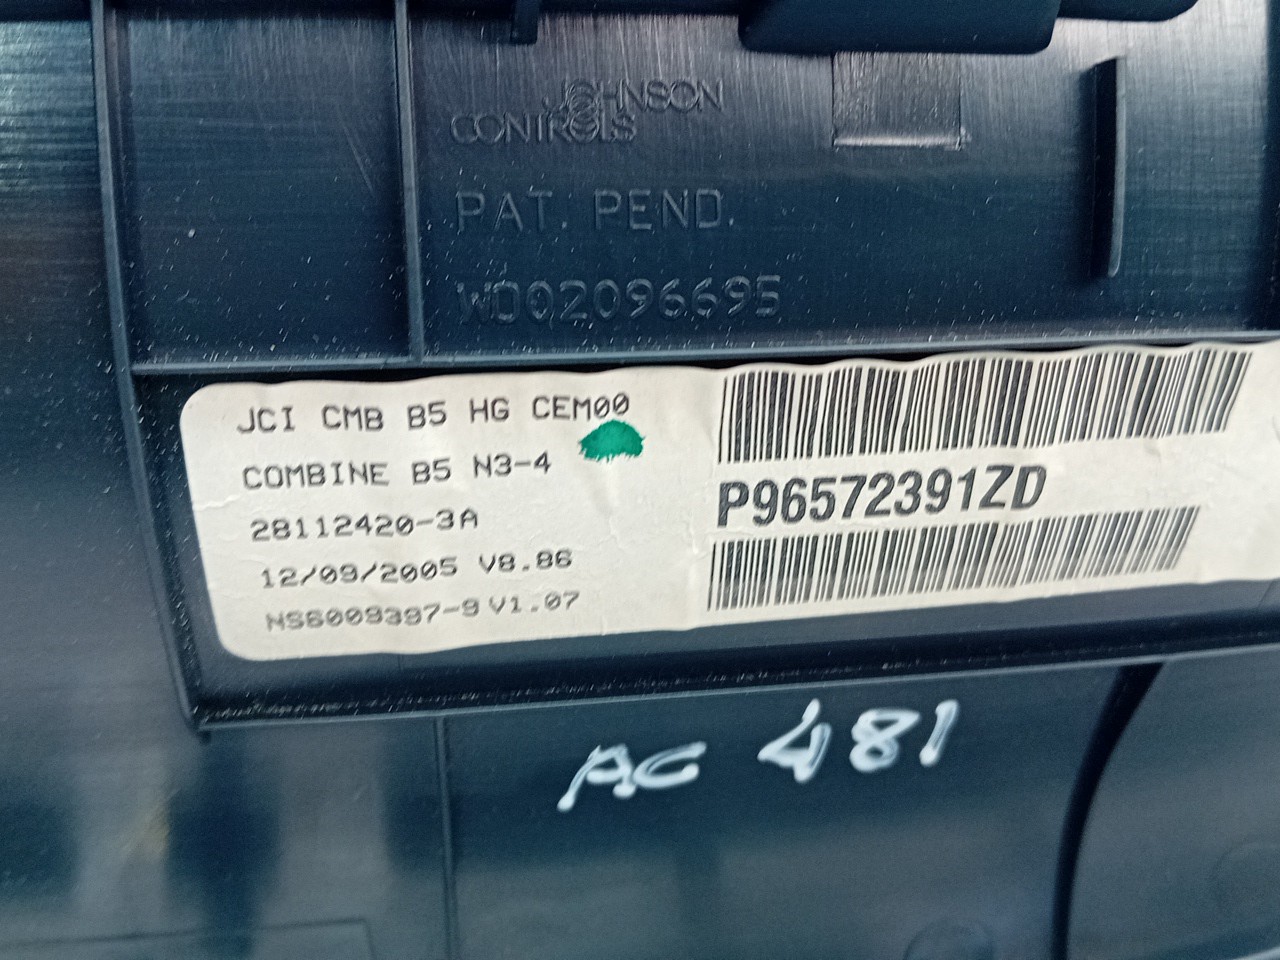 JOHNSON
CONTROLS
PAT. PEND.
WD02096695
JCI CMB B5 HG CEM00
COMBINE B5 N3-4
28112420-3A
12/09/2005 V8.86
NS6009397-9 V1.07
P96572391ZD
AC 481